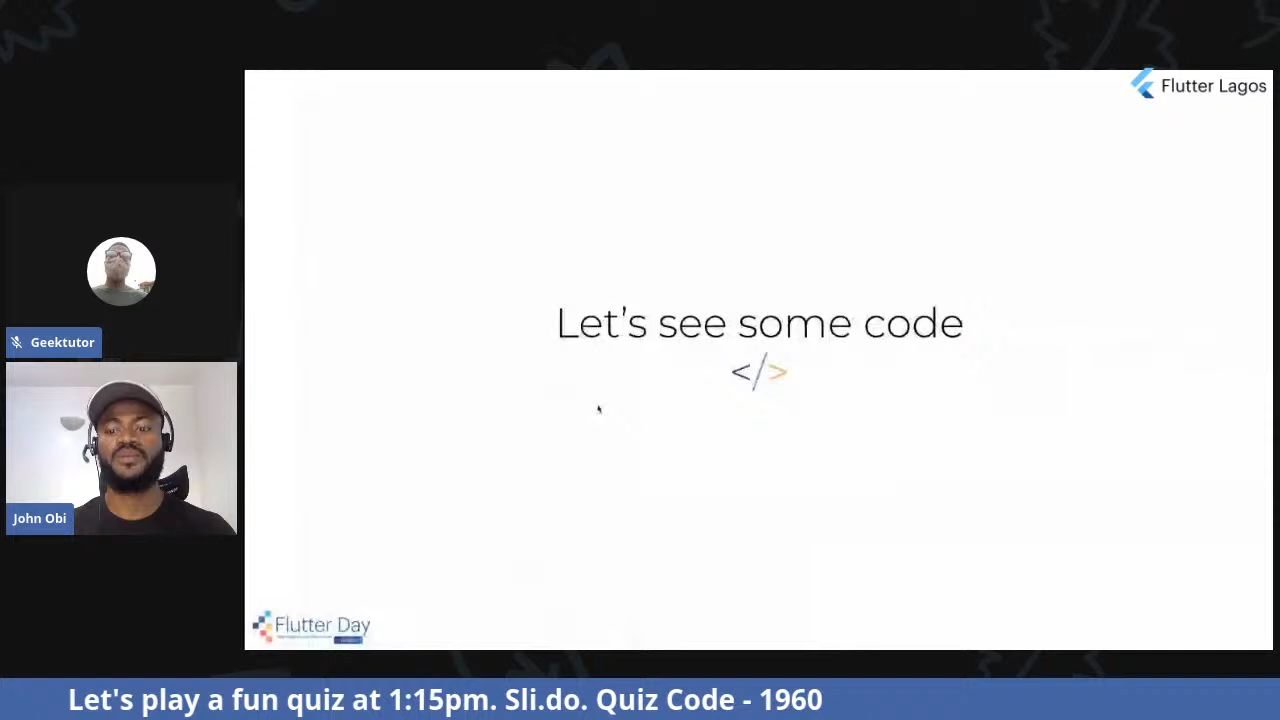 Flutter Lagos
Let's see some code
</>
Geektutor
John Obi
Flutter Day
Let's play a fun quiz at 1:15pm. Sli.do. Quiz Code - 1960